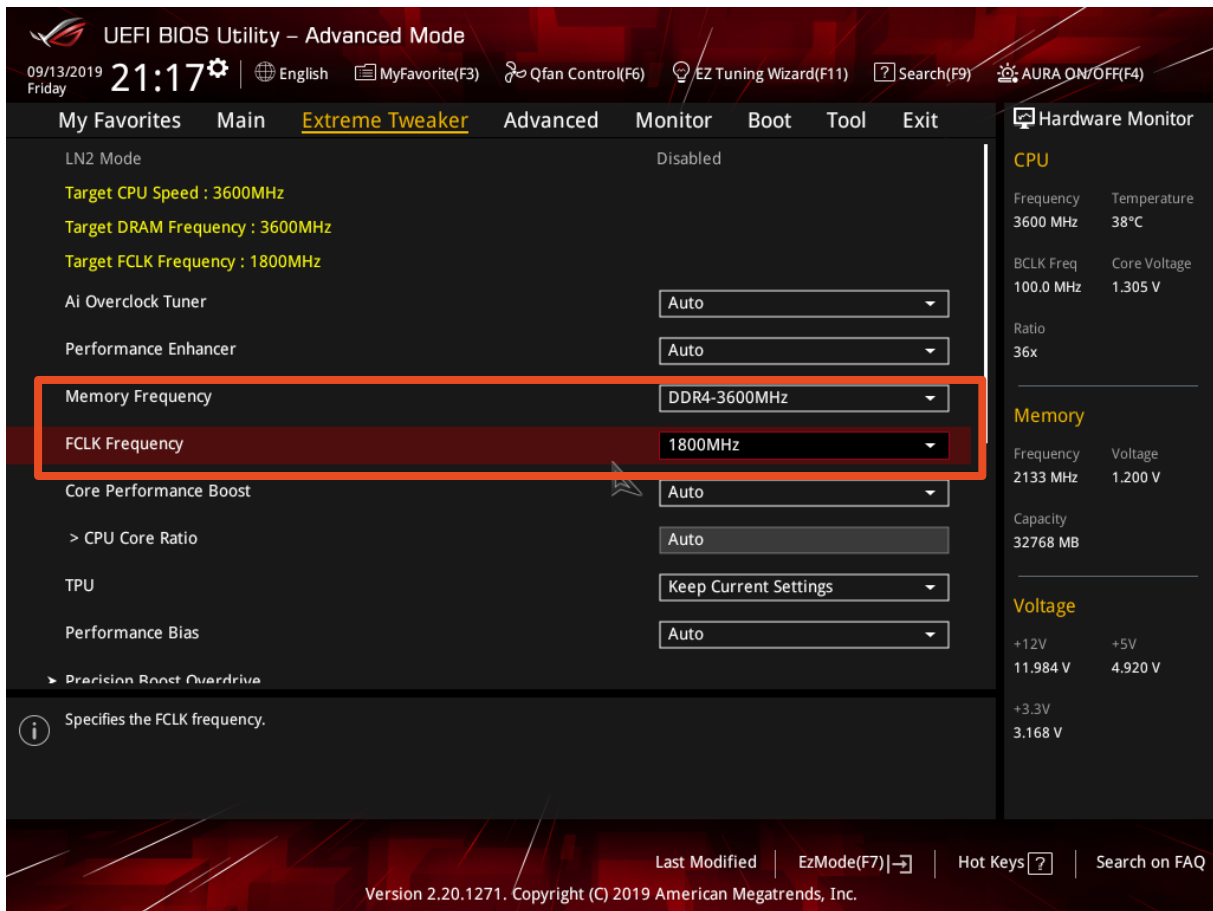 UEFI BIOS Utility – Advanced Mode
09/13/2019 21:17 English MyFavorite(F3) Qfan Control(F6) EZ Tuning Wizard(F11) ? Search(F9) AURA ON/OFF(F4)
Friday
My Favorites Main Extreme Tweaker Advanced Monitor Boot Tool Exit
LN2 Mode Disabled
Target CPU Speed : 3600MHz
Target DRAM Frequency : 3600MHz
Target FCLK Frequency : 1800MHz
Ai Overclock Tuner Auto
Performance Enhancer Auto
Memory Frequency DDR4-3600MHz
FCLK Frequency 1800MHz
Core Performance Boost Auto
> CPU Core Ratio Auto
TPU Keep Current Settings
Performance Bias Auto
Precision Boost Overdrive
Hardware Monitor
CPU
Frequency Temperature
3600 MHz 38°C
BCLK Freq Core Voltage
100.0 MHz 1.305 V
Ratio
36x
Memory
Frequency Voltage
2133 MHz 1.200 V
Capacity
32768 MB
Voltage
+12V +5V
11.984 V 4.920 V
+3.3V
3.168 V
i Specifies the FCLK frequency.
Last Modified EzMode(F7) Hot Keys ? Search on FAQ
Version 2.20.1271. Copyright (C) 2019 American Megatrends, Inc.